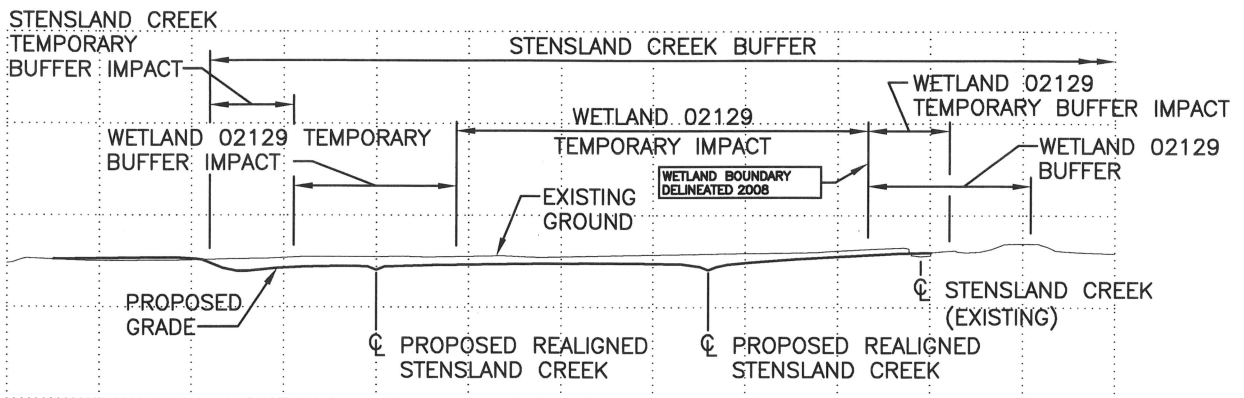 STENSLAND CREEK
TEMPORARY
BUFFER IMPACT
STENSLAND CREEK BUFFER
WETLAND 02129
TEMPORARY BUFFER IMPACT
WETLAND 02129 TEMPORARY
BUFFER IMPACT
WETLAND 02129
TEMPORARY IMPACT
WETLAND BOUNDARY
DELINEATED 2008
WETLAND 02129
BUFFER
EXISTING
GROUND
PROPOSED
GRADE
℄ PROPOSED REALIGNED
STENSLAND CREEK
℄ PROPOSED REALIGNED
STENSLAND CREEK
℄ STENSLAND CREEK
(EXISTING)